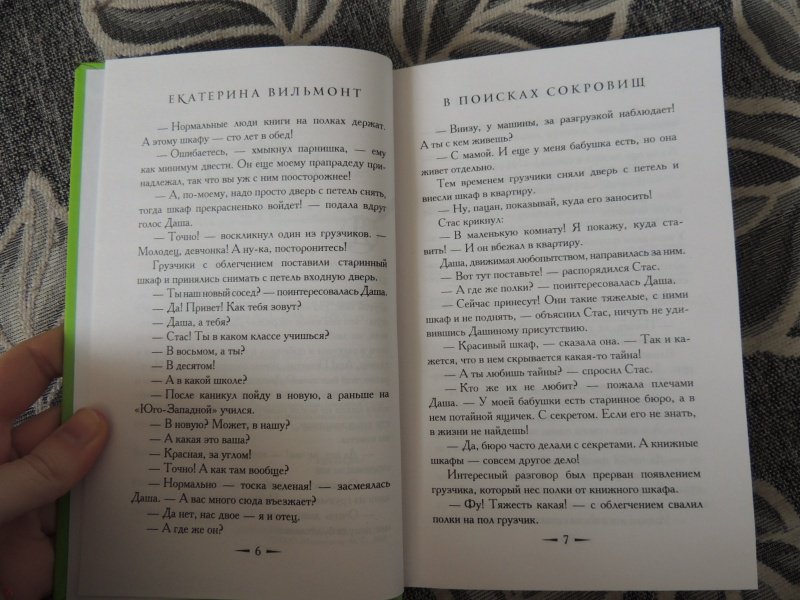 ЕКАТЕРИНА ВИЛЬМОНТ
— Нормальные люди книги на полках держат.
А этому шкафу — сто лет в обед!
— Ошибаетесь, — хмыкнул парнишка, — ему
как минимум двести. Он еще моему прапрадеду при-
надлежал, так что вы уж с ним поосторожнее!
— А, по-моему, надо просто дверь с петель снять,
тогда шкаф прекрасненько войдет! — подала вдруг
голос Даша.
— Точно! — воскликнул один из грузчиков. —
Молодец, девчонка! А ну-ка, посторонитесь!
Грузчики с облегчением поставили старинный
шкаф и принялись снимать с петель входную дверь.
— Ты наш новый сосед? — поинтересовалась Даша.
— Да! Привет! Как тебя зовут?
— Даша, а тебя?
— Стас! Ты в каком классе учишься?
— В восьмом, а ты?
— В десятом!
— А в какой школе?
— После каникул пойду в новую, а раньше на
«Юго-Западной» учился.
— В новую? Может, в нашу?
— А какая это ваша?
— Красная, за углом!
— Точно! А как там вообще?
— Нормально — тоска зеленая! — засмеялась
Даша. — А вас много сюда въезжает?
— Да нет, нас двое — я и отец.
— А где же он?
6
В ПОИСКАХ СОКРОВИЩ
— Внизу, у машины, за разгрузкой наблюдает!
А ты с кем живешь?
— С мамой. И еще у меня бабушка есть, но она
живет отдельно.
Тем временем грузчики сняли дверь с петель и
внесли шкаф в квартиру.
— Ну, пацан, показывай, куда его заносить!
Стас крикнул:
— В маленькую комнату! Я покажу, куда ста-
вить! — И он вбежал в квартиру.
Даша, движимая любопытством, направилась за ним.
— Вот тут поставьте! — распорядился Стас.
— А где же полки? — поинтересовалась Даша.
— Сейчас принесут! Они такие тяжелые, с ними
шкаф и не поднять, — объяснил Стас, ничуть не уди-
вившись Дашиному присутствию.
— Красивый шкаф, — сказала она. — Так и ка-
жется, что в нем скрывается какая-то тайна!
— А ты любишь тайны? — спросил Стас.
— Кто же их не любит? — пожала плечами
Даша. — У моей бабушки есть старинное бюро, а в
нем потайной ящичек. С секретом. Если его не знать,
в жизни не найдешь!
— Да, бюро часто делали с секретами. А книжные
шкафы — совсем другое дело!
Интересный разговор был прерван появлением
грузчика, который нес полки от книжного шкафа.
— Фу! Тяжесть какая! — с облегчением свалил
полки на пол грузчик.
7